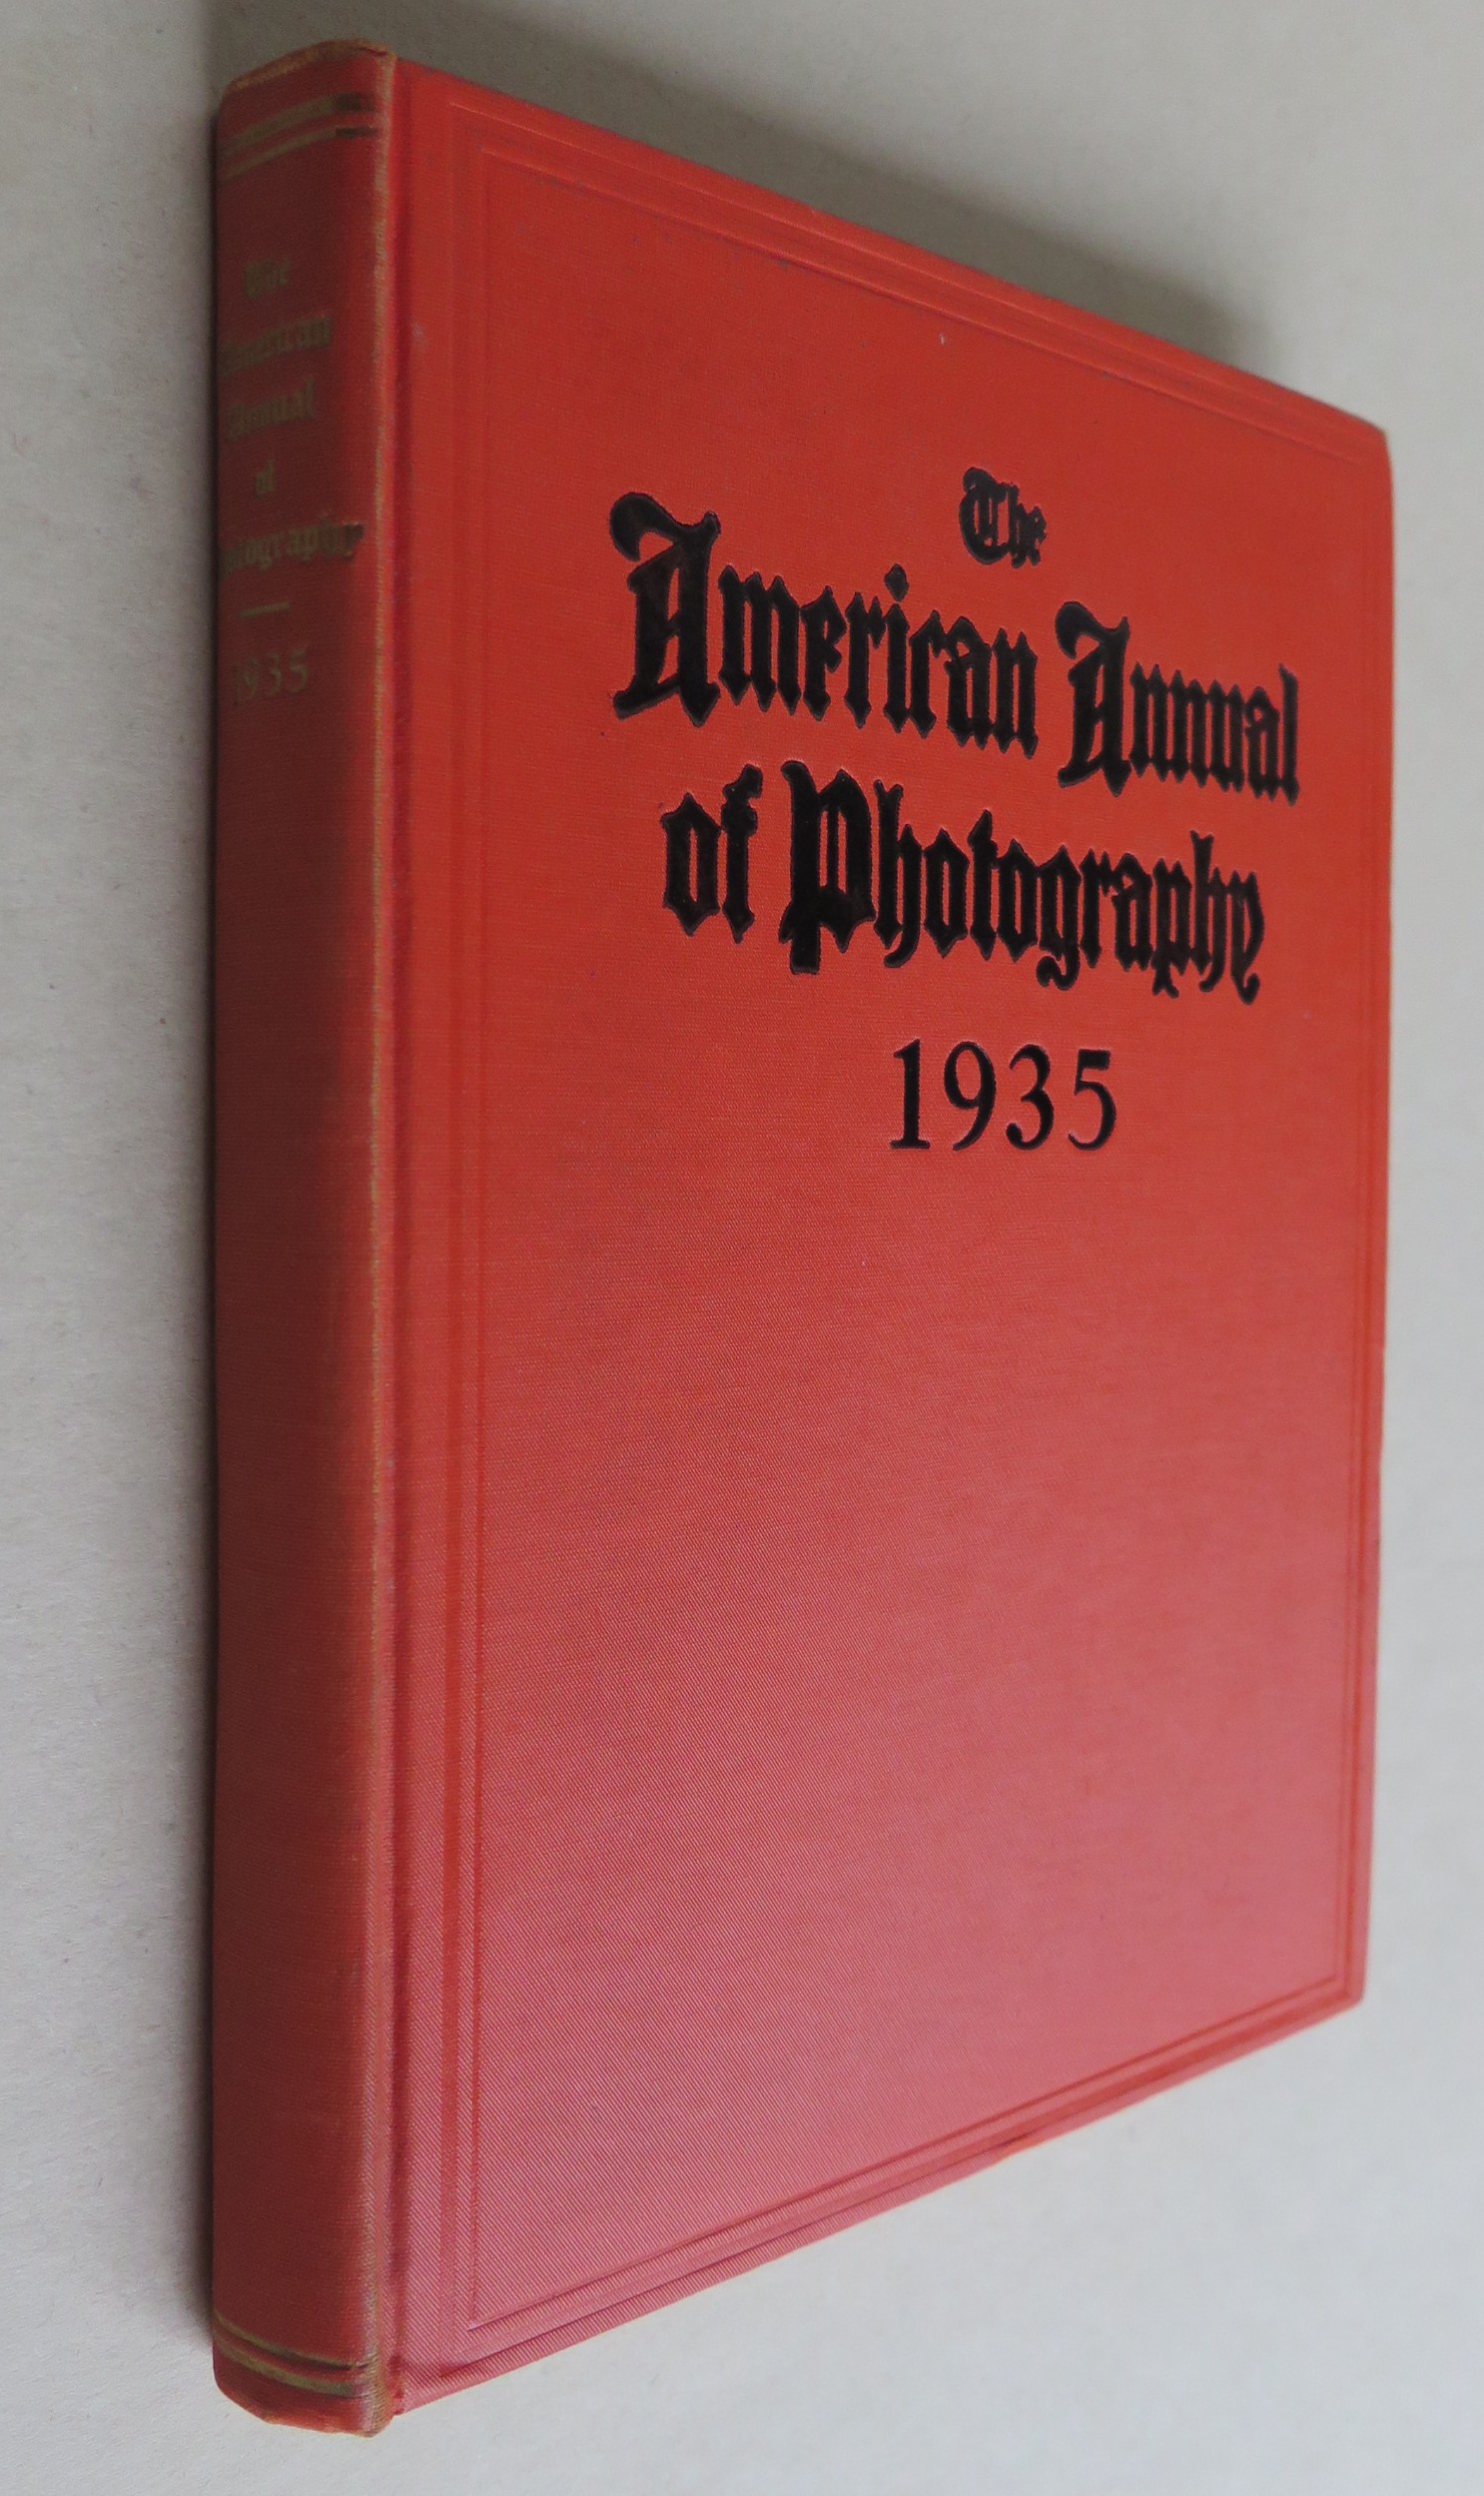 The
American
Annual
of
Photography
1935
The
American Annual
of Photography
1935